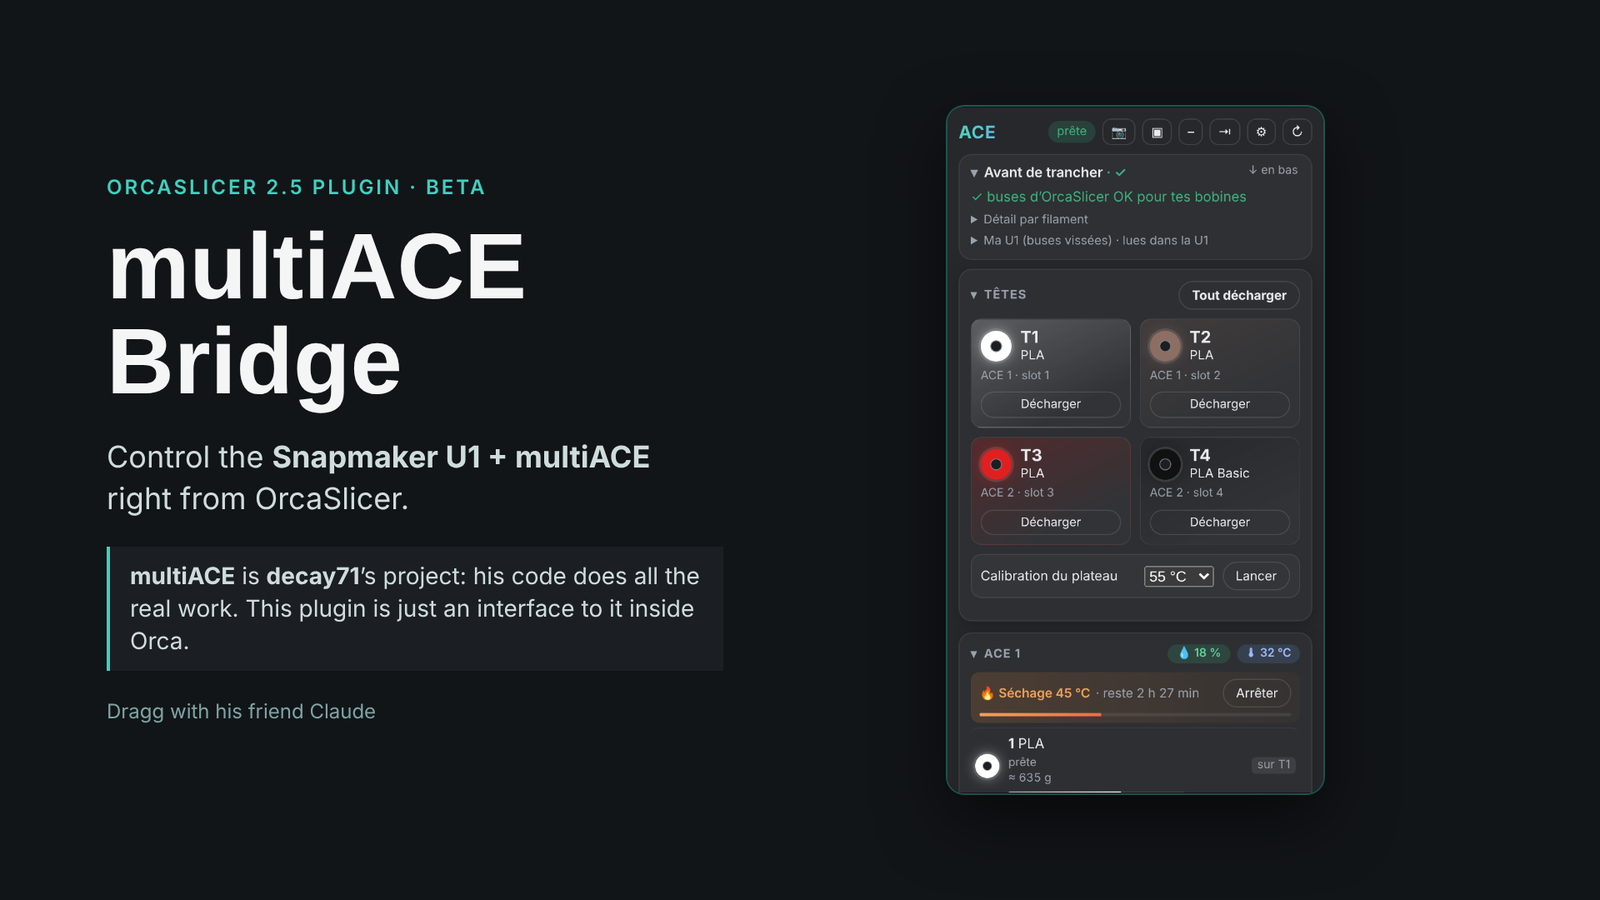 ORCASLICER 2.5 PLUGIN · BETA
multiACE
Bridge
Control the Snapmaker U1 + multiACE
right from OrcaSlicer.
multiACE is decay71’s project: his code does all the
real work. This plugin is just an interface to it inside
Orca.
Dragg with his friend Claude
ACE
prête
Avant de trancher · ✓
↓ en bas
✓ buses d’OrcaSlicer OK pour tes bobines
Détail par filament
Ma U1 (buses vissées) · lues dans la U1
TÊTES
Tout décharger
T1
PLA
ACE 1 · slot 1
Décharger
T2
PLA
ACE 1 · slot 2
Décharger
T3
PLA
ACE 2 · slot 3
Décharger
T4
PLA Basic
ACE 2 · slot 4
Décharger
Calibration du plateau
55 °C
Lancer
ACE 1
18 %
32 °C
Séchage 45 °C · reste 2 h 27 min
Arrêter
1 PLA
prête
≈ 635 g
sur T1